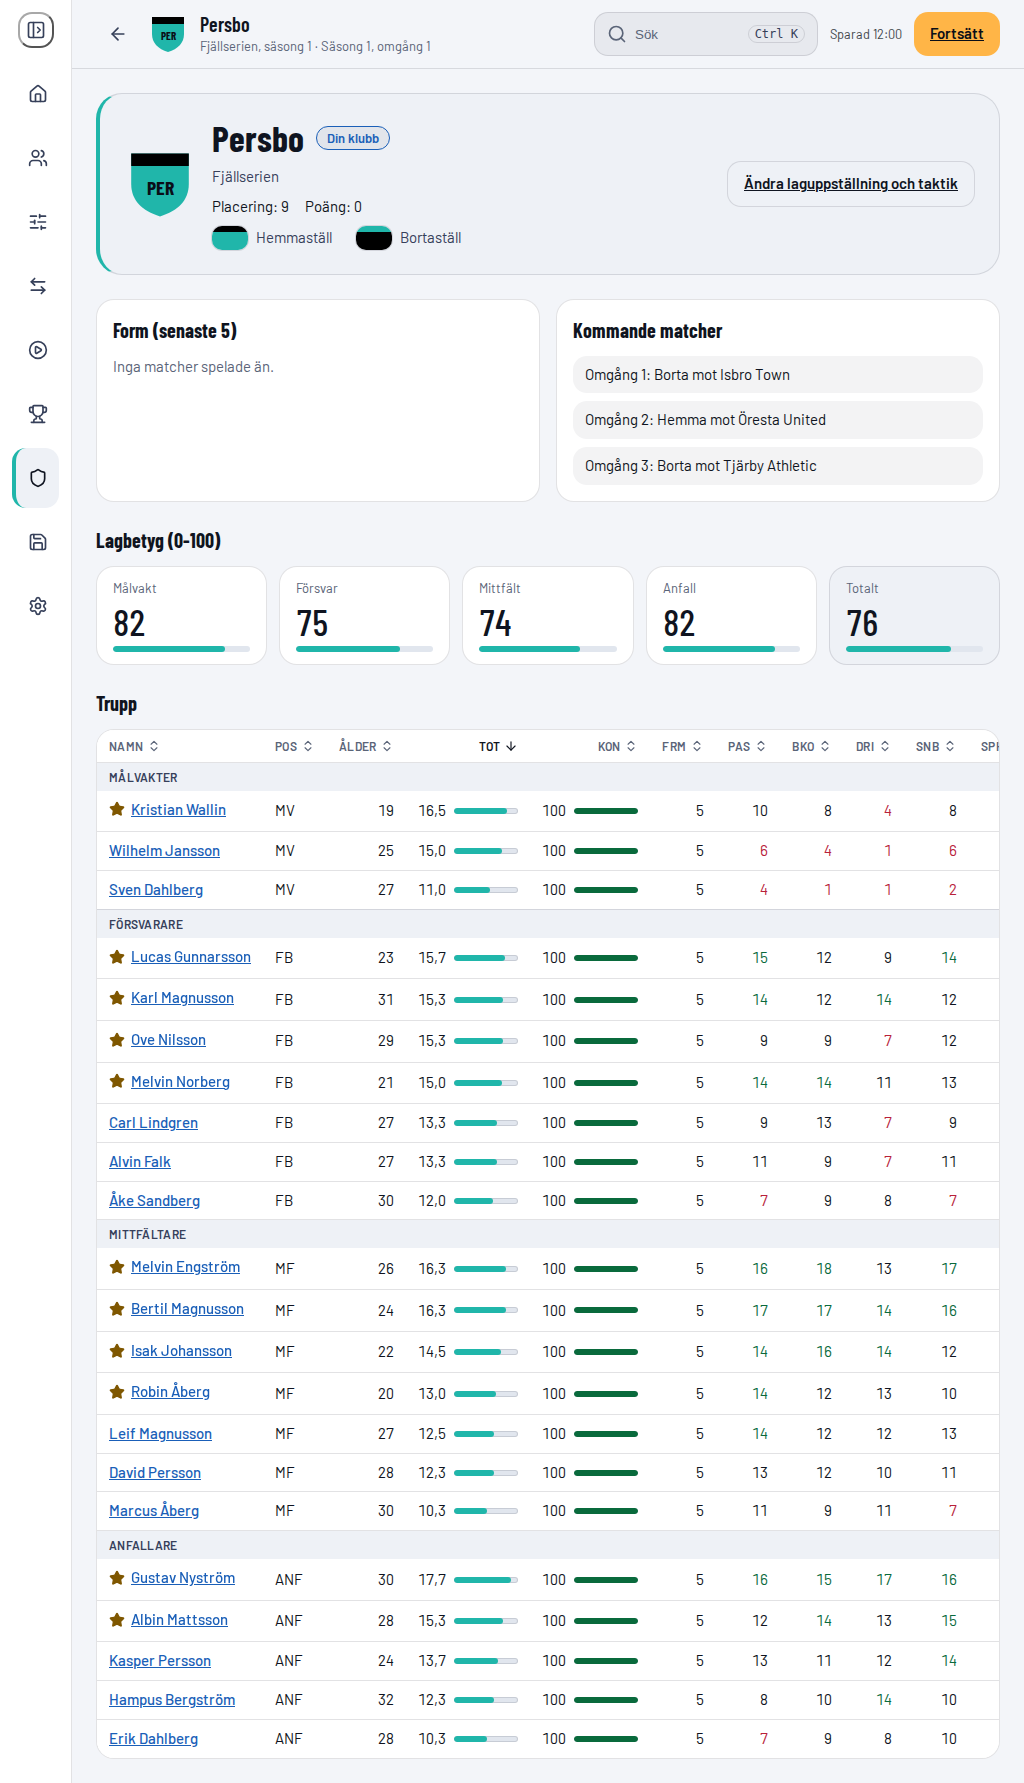 PER
Persbo
Fjällserien, säsong 1 · Säsong 1, omgång 1
Sök
Ctrl K
Sparad 12:00
Fortsätt
PER
Persbo
Din klubb
Fjällserien
Placering: 9 Poäng: 0
Hemmaställ Bortaställ
Ändra laguppställning och taktik
Form (senaste 5)
Inga matcher spelade än.
Kommande matcher
Omgång 1: Borta mot Isbro Town
Omgång 2: Hemma mot Öresta United
Omgång 3: Borta mot Tjärby Athletic
Lagbetyg (0-100)
Målvakt
82
Försvar
75
Mittfält
74
Anfall
82
Totalt
76
Trupp
NAMN POS ÅLDER TOT KON FRM PAS BKO DRI SNB
MÅLVAKTER
Kristian Wallin MV 19 16,5 100 5 10 8 4 8
Wilhelm Jansson MV 25 15,0 100 5 6 4 1 6
Sven Dahlberg MV 27 11,0 100 5 4 1 1 2
FÖRSVARARE
Lucas Gunnarsson FB 23 15,7 100 5 15 12 9 14
Karl Magnusson FB 31 15,3 100 5 14 12 14 12
Ove Nilsson FB 29 15,3 100 5 9 9 7 12
Melvin Norberg FB 21 15,0 100 5 14 14 11 13
Carl Lindgren FB 27 13,3 100 5 9 13 7 9
Alvin Falk FB 27 13,3 100 5 11 9 7 11
Åke Sandberg FB 30 12,0 100 5 7 9 8 7
MITTFÄLTARE
Melvin Engström MF 26 16,3 100 5 16 18 13 17
Bertil Magnusson MF 24 16,3 100 5 17 17 14 16
Isak Johansson MF 22 14,5 100 5 14 16 14 12
Robin Åberg MF 20 13,0 100 5 14 12 13 10
Leif Magnusson MF 27 12,5 100 5 14 12 12 13
David Persson MF 28 12,3 100 5 13 12 10 11
Marcus Åberg MF 30 10,3 100 5 11 9 11 7
ANFALLARE
Gustav Nyström ANF 30 17,7 100 5 16 15 17 16
Albin Mattsson ANF 28 15,3 100 5 12 14 13 15
Kasper Persson ANF 24 13,7 100 5 13 11 12 14
Hampus Bergström ANF 32 12,3 100 5 8 10 14 10
Erik Dahlberg ANF 28 10,3 100 5 7 9 8 10